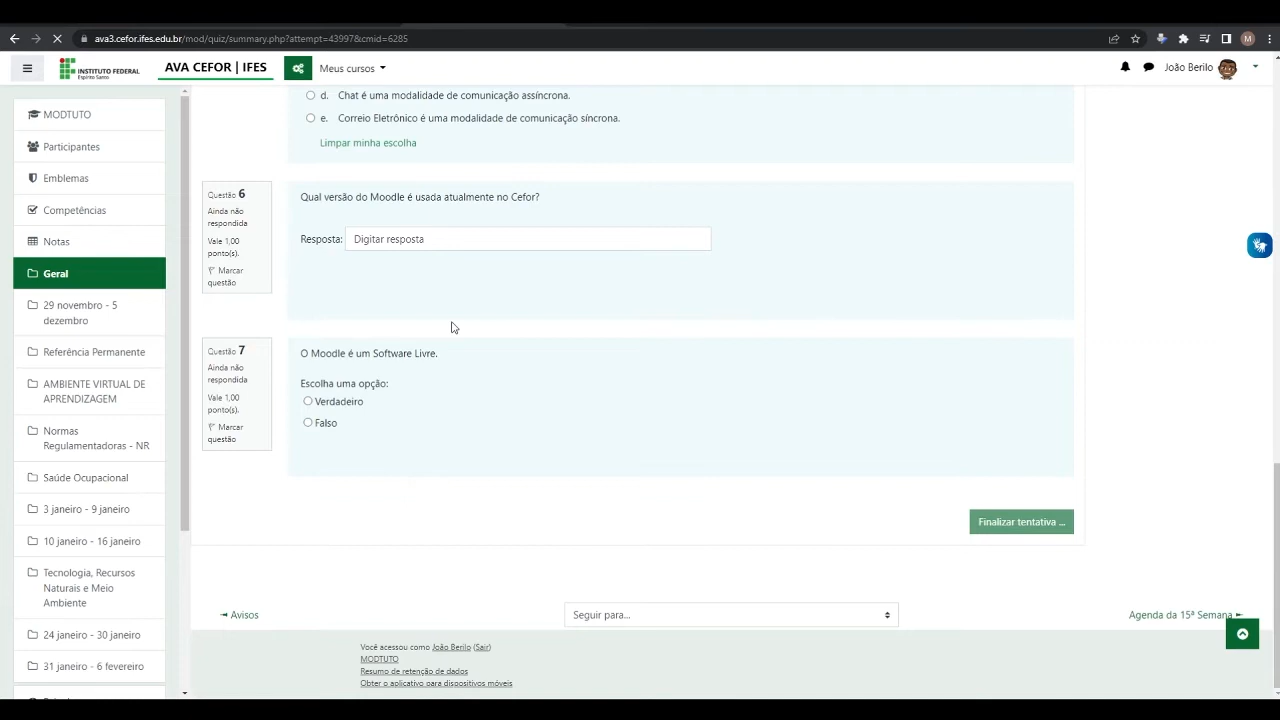 ava3.cefor.ifes.edu.br/mod/quiz/summary.php?attempt=43997&cmid=6285
M
INSTITUTO FEDERAL
Espírito Santo
AVA CEFOR | IFES
Meus cursos
João Berilo
MODTUTO
Participantes
Emblemas
Competências
Notas
Geral
29 novembro - 5
dezembro
Referência Permanente
AMBIENTE VIRTUAL DE
APRENDIZAGEM
Normas
Regulamentadoras - NR
Saúde Ocupacional
3 janeiro - 9 janeiro
10 janeiro - 16 janeiro
Tecnologia, Recursos
Naturais e Meio
Ambiente
24 janeiro - 30 janeiro
31 janeiro - 6 fevereiro
d. Chat é uma modalidade de comunicação assíncrona.
e. Correio Eletrônico é uma modalidade de comunicação síncrona.
Limpar minha escolha
Questão 6
Ainda não
respondida
Vale 1,00
ponto(s).
Marcar
questão
Qual versão do Moodle é usada atualmente no Cefor?
Resposta: Digitar resposta
Questão 7
Ainda não
respondida
Vale 1,00
ponto(s).
Marcar
questão
O Moodle é um Software Livre.
Escolha uma opção:
Verdadeiro
Falso
Finalizar tentativa ...
◄ Avisos
Seguir para...
Agenda da 15ª Semana ►
Você acessou como João Berilo (Sair)
MODTUTO
Resumo de retenção de dados
Obter o aplicativo para dispositivos móveis